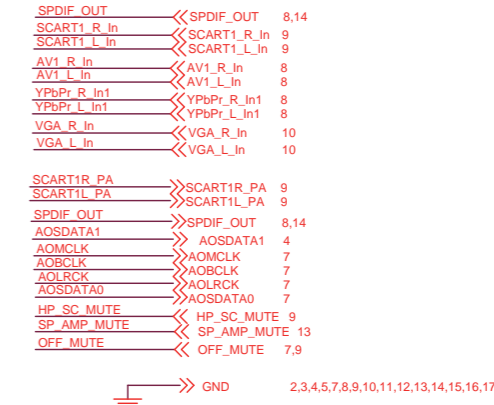 SPDIF_OUT SPDIF_OUT 8,14
SCART1_R_In SCART1_R_In 9
SCART1_L_In SCART1_L_In 9
AV1_R_In AV1_R_In 8
AV1_L_In AV1_L_In 8
YPbPr_R_In1 YPbPr_R_In1 8
YPbPr_L_In1 YPbPr_L_In1 8
VGA_R_In VGA_R_In 10
VGA_L_In VGA_L_In 10
SCART1R_PA SCART1R_PA 9
SCART1L_PA SCART1L_PA 9
SPDIF_OUT SPDIF_OUT 8,14
AOSDATA1 AOSDATA1 4
AOMCLK AOMCLK 7
AOBCLK AOBCLK 7
AOLRCK AOLRCK 7
AOSDATA0 AOSDATA0 7
HP_SC_MUTE HP_SC_MUTE 9
SP_AMP_MUTE SP_AMP_MUTE 13
OFF_MUTE OFF_MUTE 7,9
GND 2,3,4,5,7,8,9,10,11,12,13,14,15,16,17